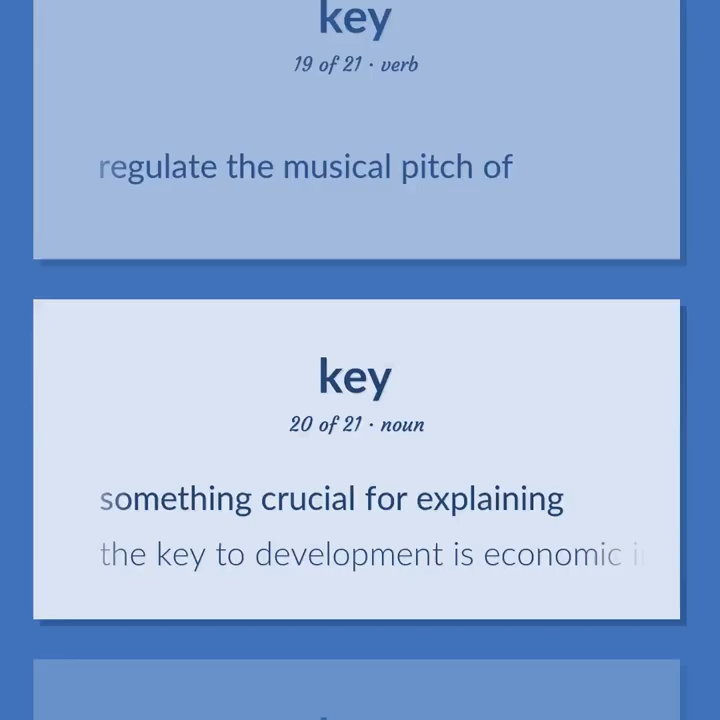 key
19 of 21 · verb
regulate the musical pitch of
key
20 of 21 · noun
something crucial for explaining
the key to development is economic